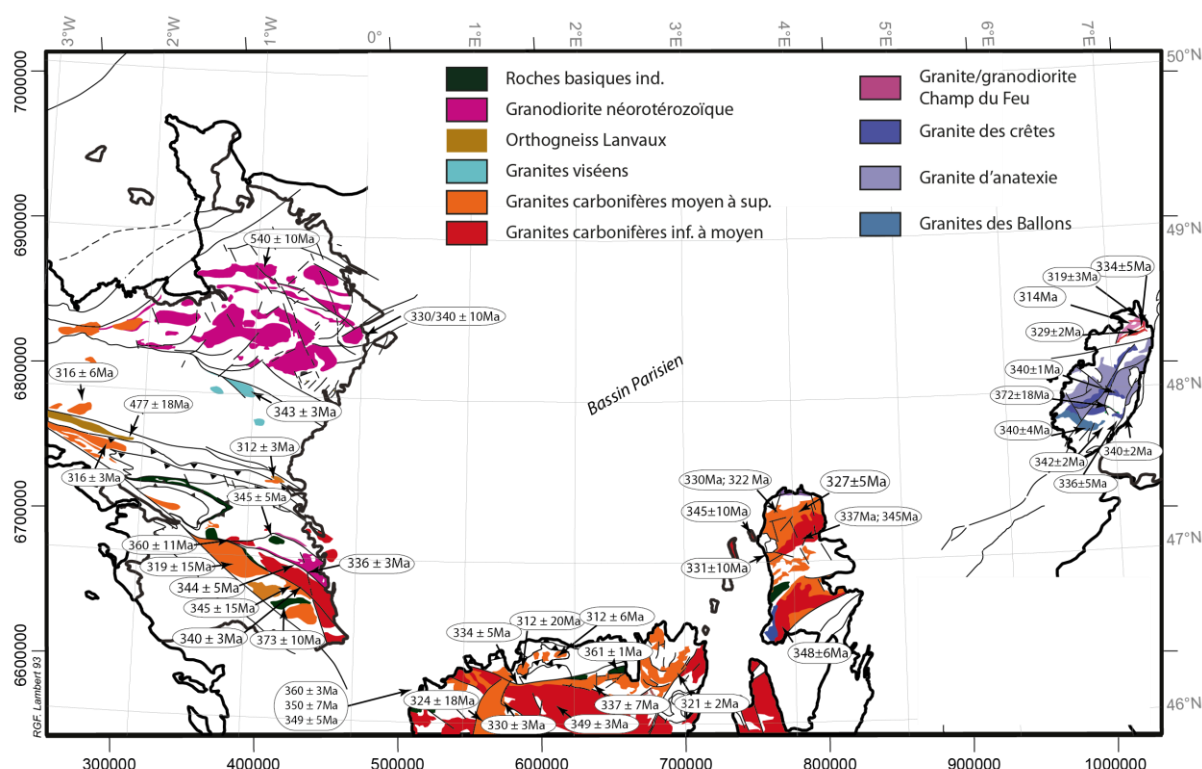 3°W 2°W 1°W 0° 1°E 2°E 3°E 4°E 5°E 6°E 7°E
50°N
49°N
48°N
47°N
46°N
7000000
6900000
6800000
6700000
6600000
Roches basiques ind.
Granodiorite néorotérozoïque
Orthogneiss Lanvaux
Granites viséens
Granites carbonifères moyen à sup.
Granites carbonifères inf. à moyen
Granite/granodiorite
Champ du Feu
Granite des crêtes
Granite d'anatexie
Granites des Ballons
540 ± 10Ma
330/340 ± 10Ma
316 ± 6Ma
477 ± 18Ma
343 ± 3Ma
312 ± 3Ma
316 ± 3Ma
345 ± 5Ma
360 ± 11Ma
319 ± 15Ma
336 ± 3Ma
344 ± 5Ma
345 ± 15Ma
340 ± 3Ma
373 ± 10Ma
Bassin Parisien
334±5Ma
319±3Ma
314Ma
329±2Ma
340±1Ma
372±18Ma
340±4Ma
340±2Ma
342±2Ma
336±5Ma
330Ma; 322 Ma
327±5Ma
345±10Ma
337Ma; 345Ma
331±10Ma
348±6Ma
312 ± 20Ma
312 ± 6Ma
334 ± 5Ma
361 ± 1Ma
360 ± 3Ma
350 ± 7Ma
349 ± 5Ma
324 ± 18Ma
330 ± 3Ma
349 ± 3Ma
337 ± 7Ma
321 ± 2Ma
RGF, Lambert 93
300000 400000 500000 600000 700000 800000 900000 1000000